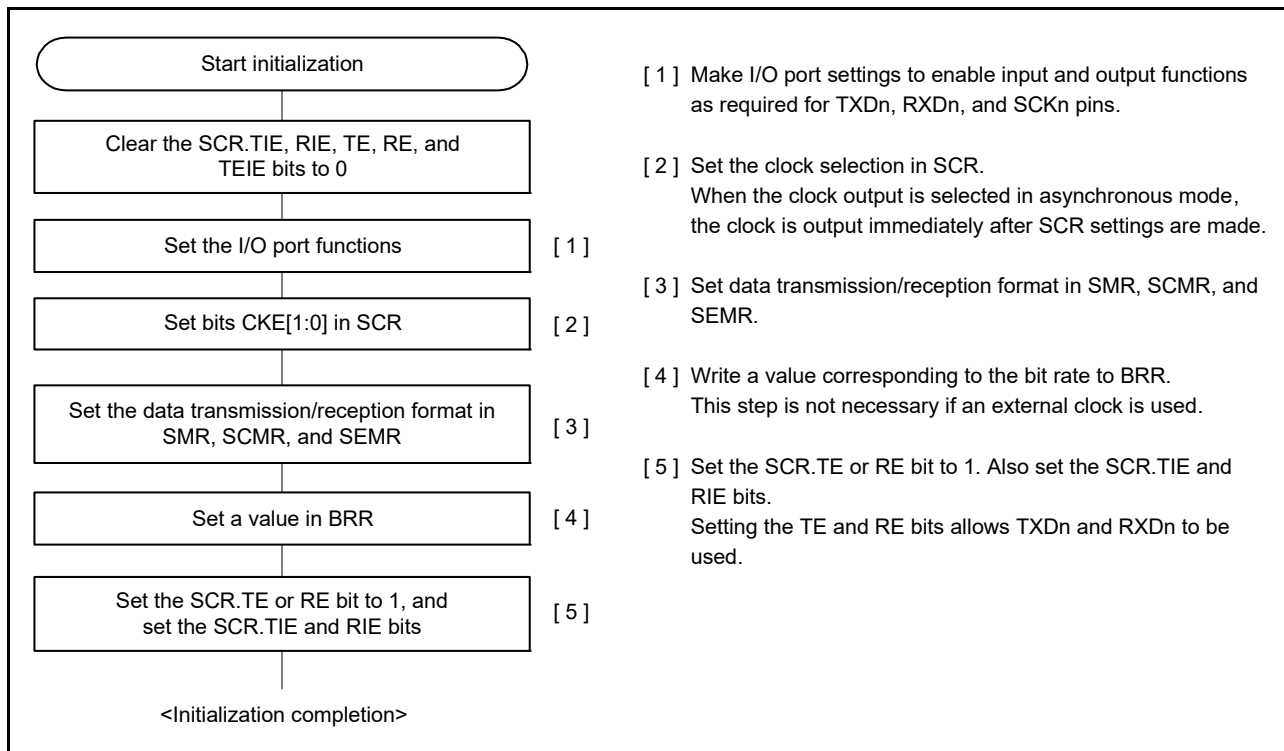 Start initialization
Clear the SCR.TIE, RIE, TE, RE, and
TEIE bits to 0
Set the I/O port functions
[ 1 ]
Set bits CKE[1:0] in SCR
[ 2 ]
Set the data transmission/reception format in
SMR, SCMR, and SEMR
[ 3 ]
Set a value in BRR
[ 4 ]
Set the SCR.TE or RE bit to 1, and
set the SCR.TIE and RIE bits
[ 5 ]
<Initialization completion>
[ 1 ] Make I/O port settings to enable input and output functions
as required for TXDn, RXDn, and SCKn pins.
[ 2 ] Set the clock selection in SCR.
When the clock output is selected in asynchronous mode,
the clock is output immediately after SCR settings are made.
[ 3 ] Set data transmission/reception format in SMR, SCMR, and
SEMR.
[ 4 ] Write a value corresponding to the bit rate to BRR.
This step is not necessary if an external clock is used.
[ 5 ] Set the SCR.TE or RE bit to 1. Also set the SCR.TIE and
RIE bits.
Setting the TE and RE bits allows TXDn and RXDn to be
used.